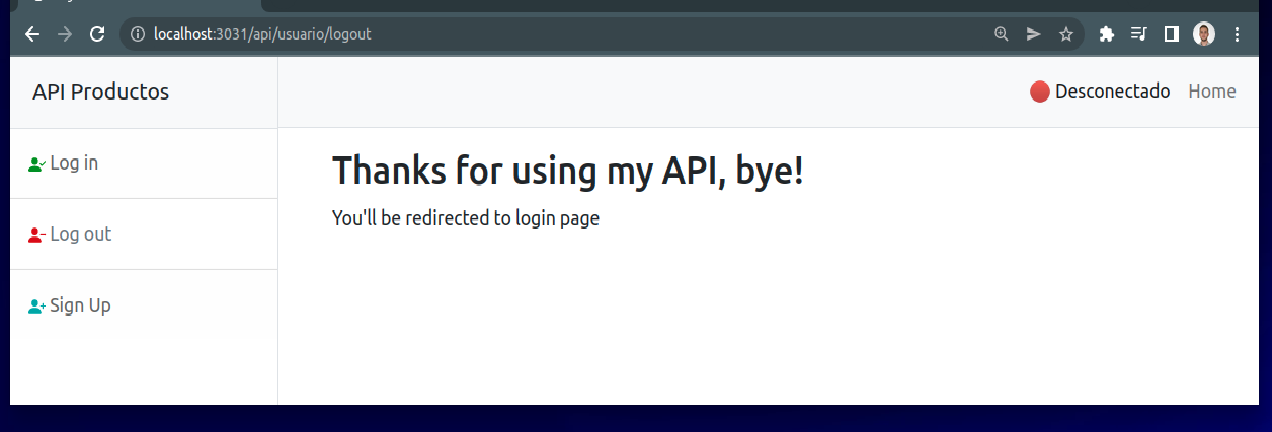 localhost:3031/api/usuario/logout
API Productos
Desconectado Home
Log in
Thanks for using my API, bye!
You'll be redirected to login page
Log out
Sign Up